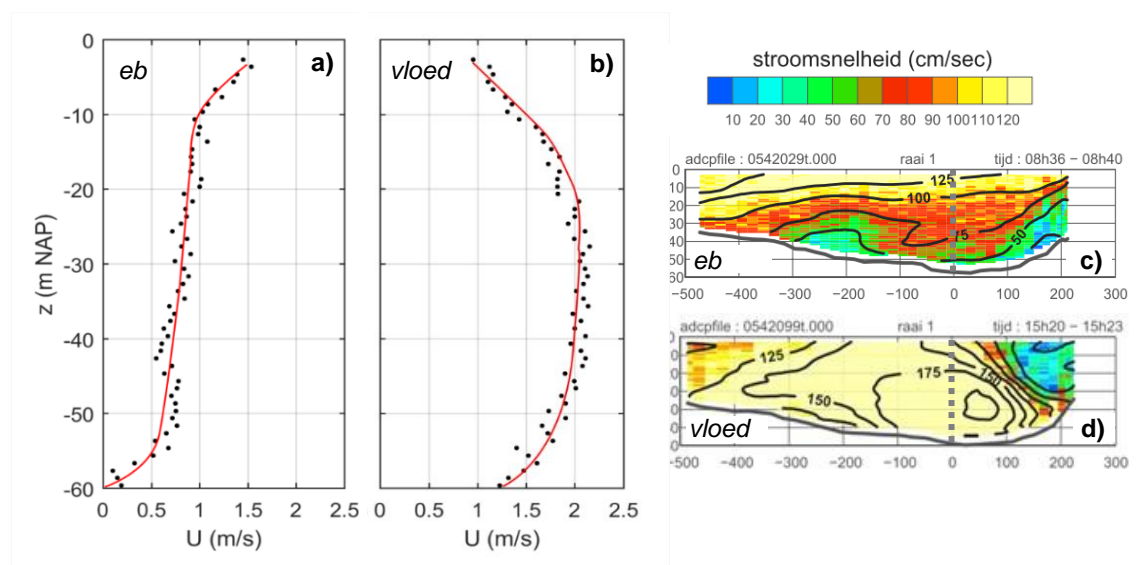 0
-10
-20
-30
-40
-50
-60
z (m NAP)
eb
a)
0
0.5
1
1.5
2
2.5
U (m/s)
vloed
b)
0
0.5
1
1.5
2
2.5
U (m/s)
stroomsnelheid (cm/sec)
10 20 30 40 50 60 70 80 90 100110120
adcpfile : 0542029t.000 raai 1 tijd : 08h36 – 08h40
0
10
20
30
40
50
60
125
100
75
50
eb
c)
−500 −400 −300 −200 −100 0 100 200 300
adcpfile : 0542099t.000 raai 1 tijd : 15h20 – 15h23
125
175
150
150
vloed
d)
−500 −400 −300 −200 −100 0 100 200 300